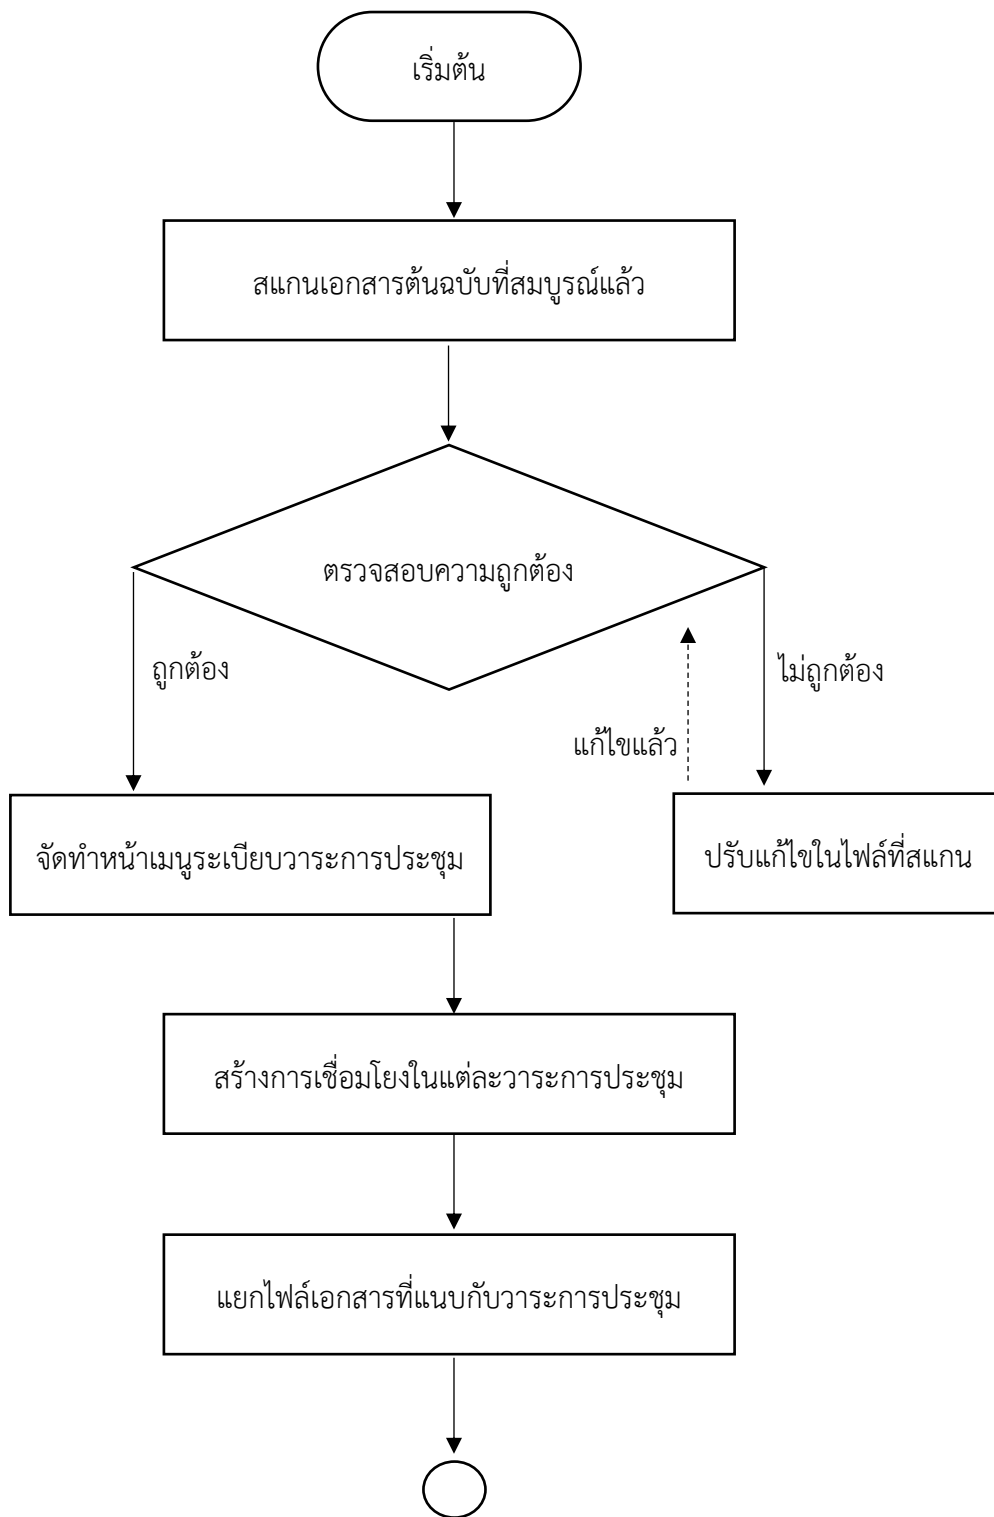 เริ่มต้น
สแกนเอกสารต้นฉบับที่สมบูรณ์แล้ว
ตรวจสอบความถูกต้อง
ถูกต้อง
ไม่ถูกต้อง
แก้ไขแล้ว
จัดทำหน้าเมนูระเบียบวาระการประชุม
ปรับแก้ไขในไฟล์ที่สแกน
สร้างการเชื่อมโยงในแต่ละวาระการประชุม
แยกไฟล์เอกสารที่แนบกับวาระการประชุม